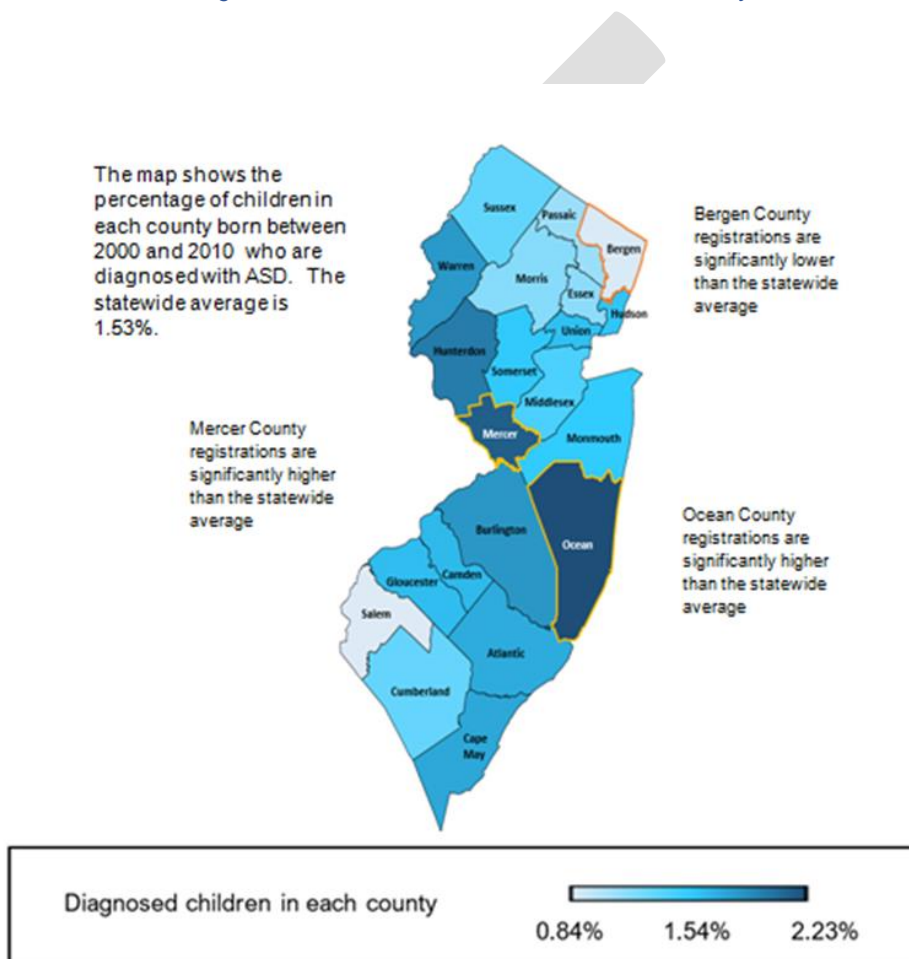 The map shows the
percentage of children in
each county born between
2000 and 2010 who are
diagnosed with ASD. The
statewide average is
1.53%.
Bergen County
registrations are
significantly lower
than the statewide
average
Mercer County
registrations are
significantly higher
than the statewide
average
Ocean County
registrations are
significantly higher
than the statewide
average
Sussex
Passaic
Bergen
Warren
Morris
Essex
Hudson
Union
Hunterdon
Somerset
Middlesex
Mercer
Monmouth
Burlington
Ocean
Camden
Gloucester
Salem
Atlantic
Cumberland
Cape
May
Diagnosed children in each county
0.84%
1.54%
2.23%